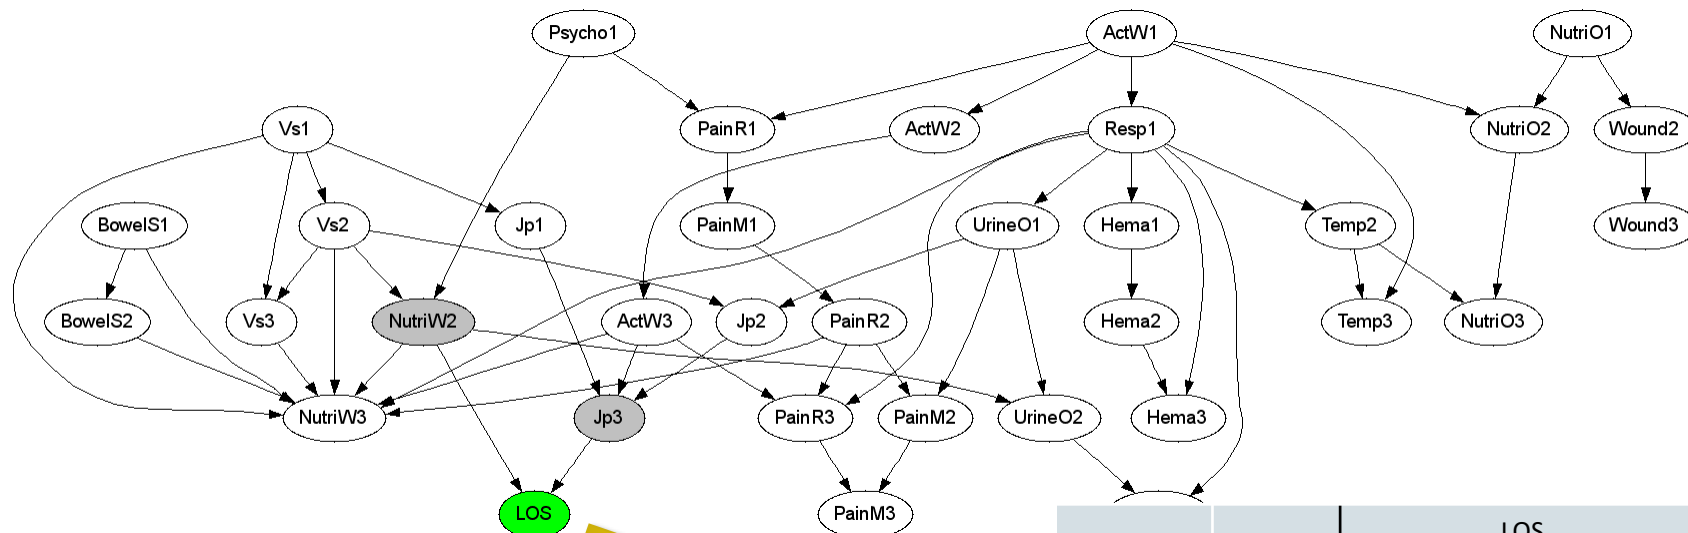 Psycho1 ActW1 NutriO1
Vs1 PainR1 ActW2 Resp1 NutriO2 Wound2
BowelS1 Vs2 Jp1 PainM1 UrineO1 Hema1 Temp2 Wound3
BowelS2 Vs3 NutriW2 ActW3 Jp2 PainR2 Hema2 Temp3 NutriO3
NutriW3 Jp3 PainR3 PainM2 UrineO2 Hema3
LOS PainM3
LOS